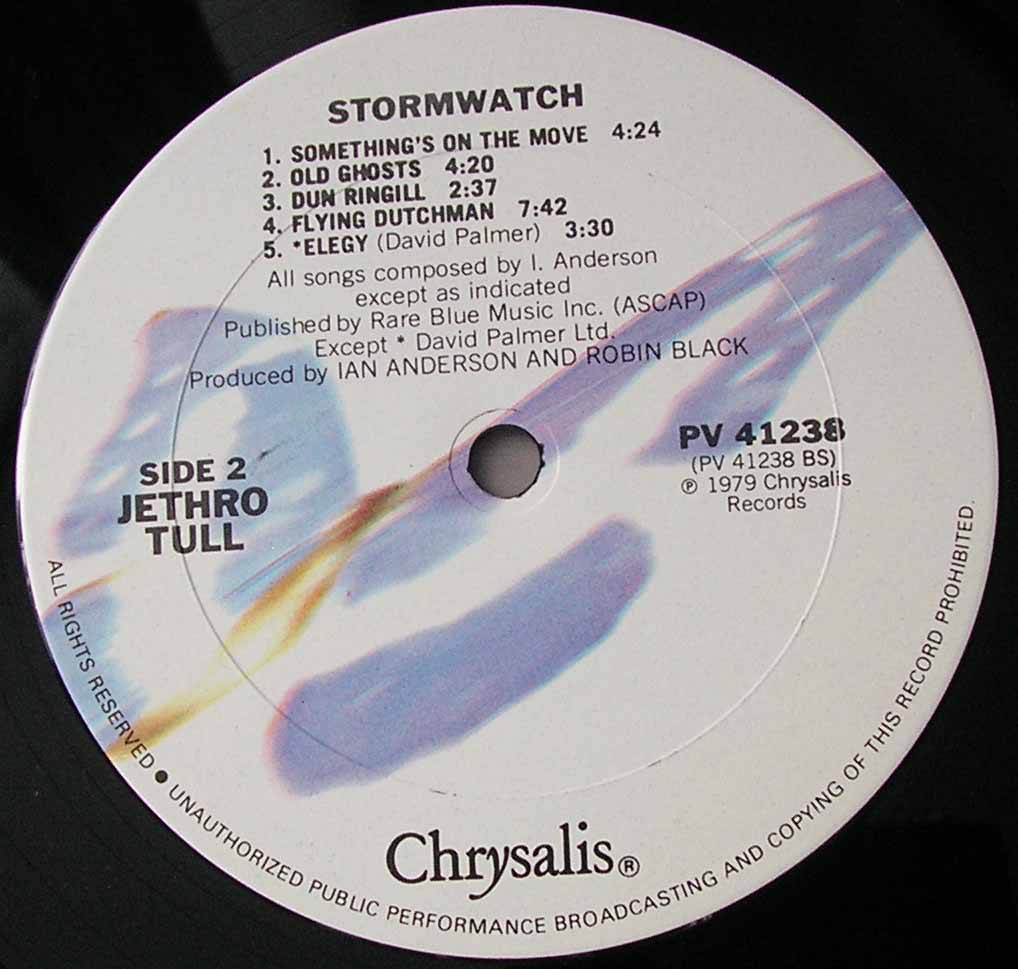 STORMWATCH
1. SOMETHING'S ON THE MOVE 4:24
2. OLD GHOSTS 4:20
3. DUN RINGILL 2:37
4. FLYING DUTCHMAN 7:42
5. *ELEGY (David Palmer) 3:30
All songs composed by I. Anderson
except as indicated
Published by Rare Blue Music Inc. (ASCAP)
Except * David Palmer Ltd.
Produced by IAN ANDERSON AND ROBIN BLACK
SIDE 2
JETHRO
TULL
PV 41238
(PV 41238 BS)
℗ 1979 Chrysalis
Records
Chrysalis®
ALL RIGHTS RESERVED ● UNAUTHORIZED PUBLIC PERFORMANCE BROADCASTING AND COPYING OF THIS RECORD PROHIBITED.